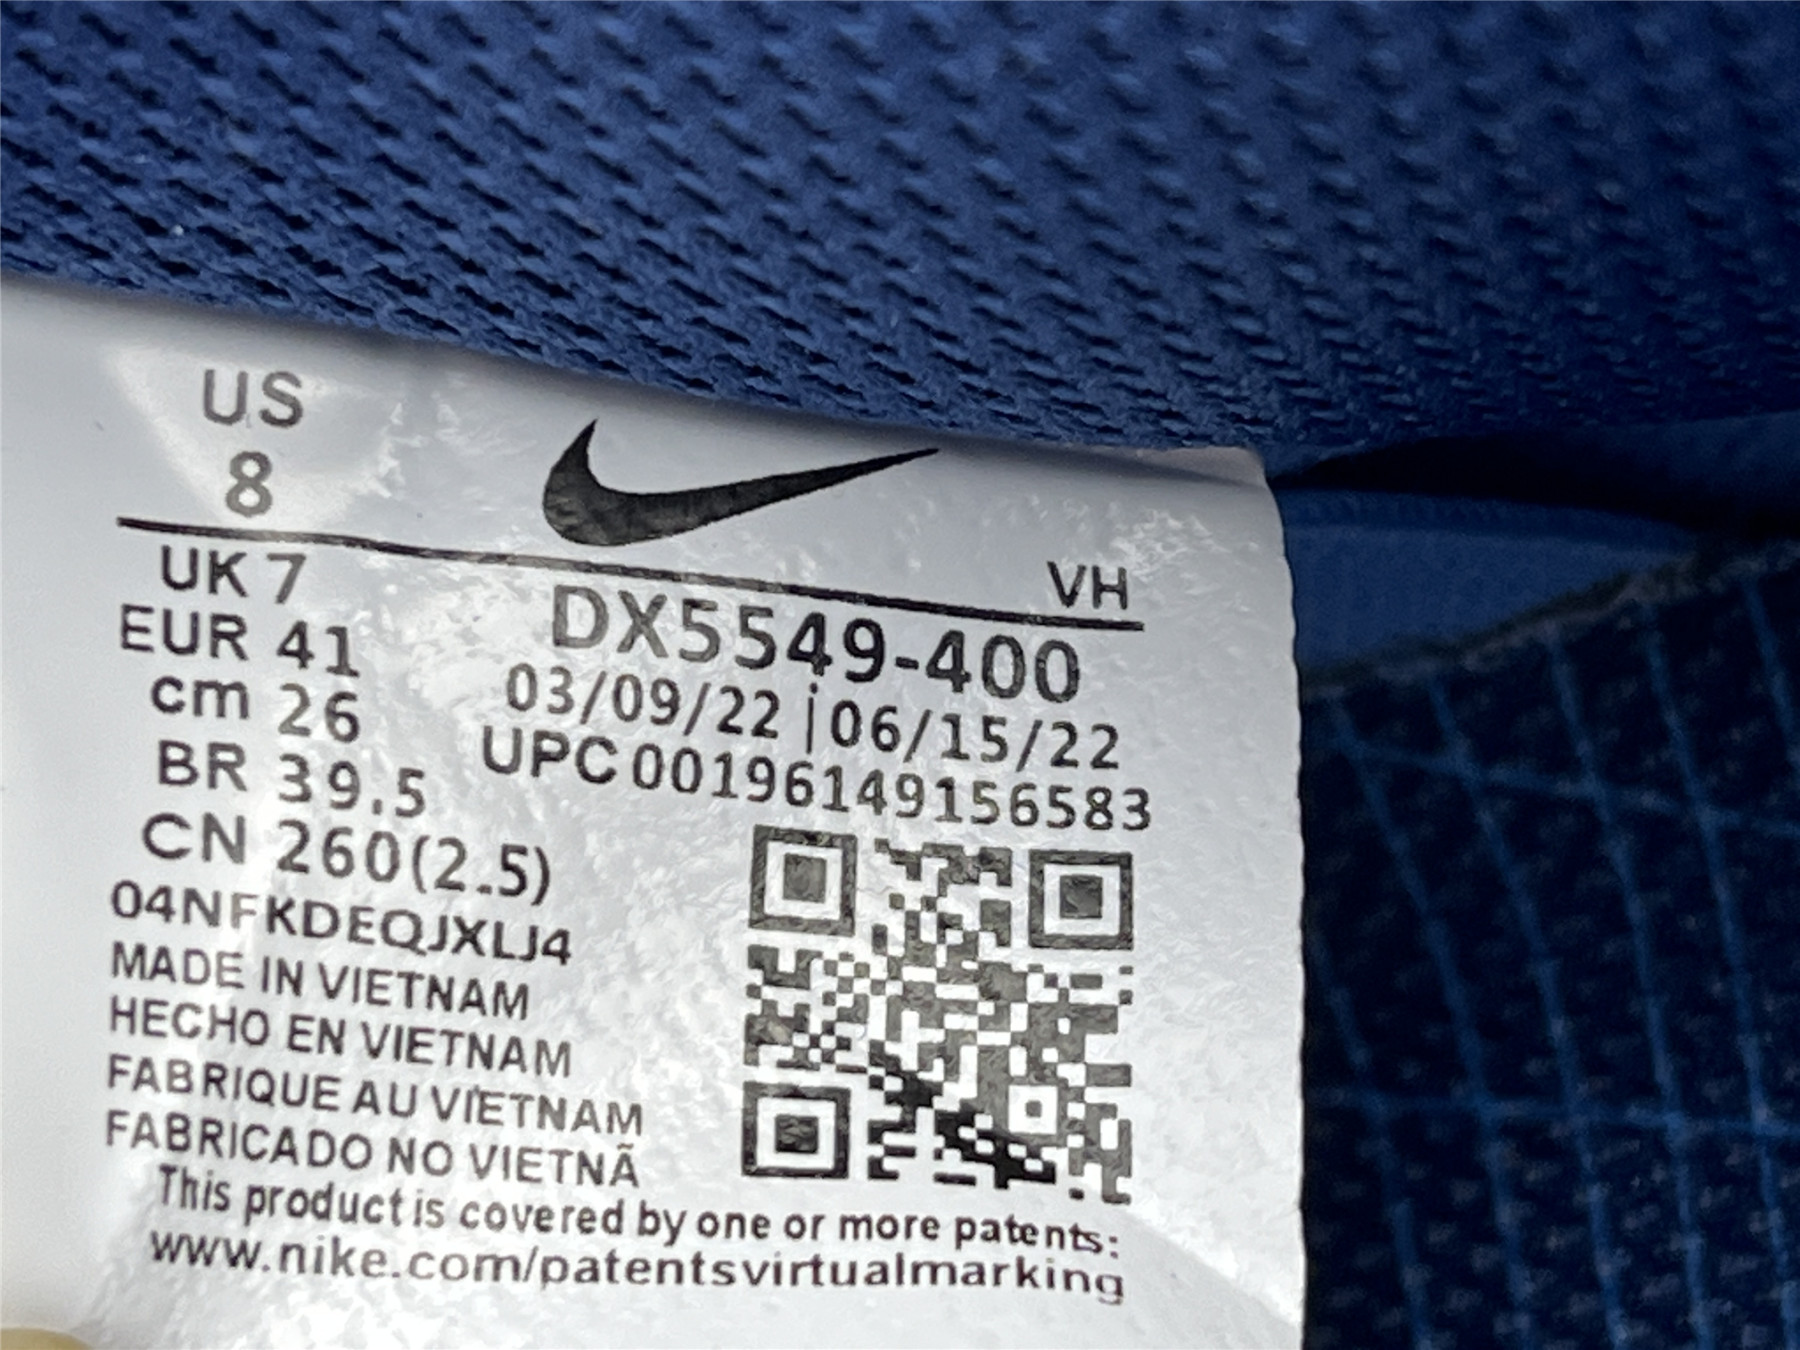 US
8
VH
UK 7
DX5549-400
EUR 41
03/09/22 | 06/15/22
cm 26
UPC 00196149156583
BR 39.5
CN 260(2.5)
04NFKDEQJXLJ4
MADE IN VIETNAM
HECHO EN VIETNAM
FABRIQUE AU VIETNAM
FABRICADO NO VIETNÃ
This product is covered by one or more patents:
www.nike.com/patentsvirtualmarking